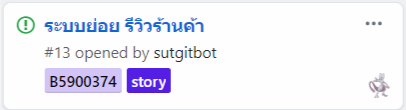 ระบบย่อย รีวิวร้านค้า
#13 opened by sutgitbot
B5900374 story